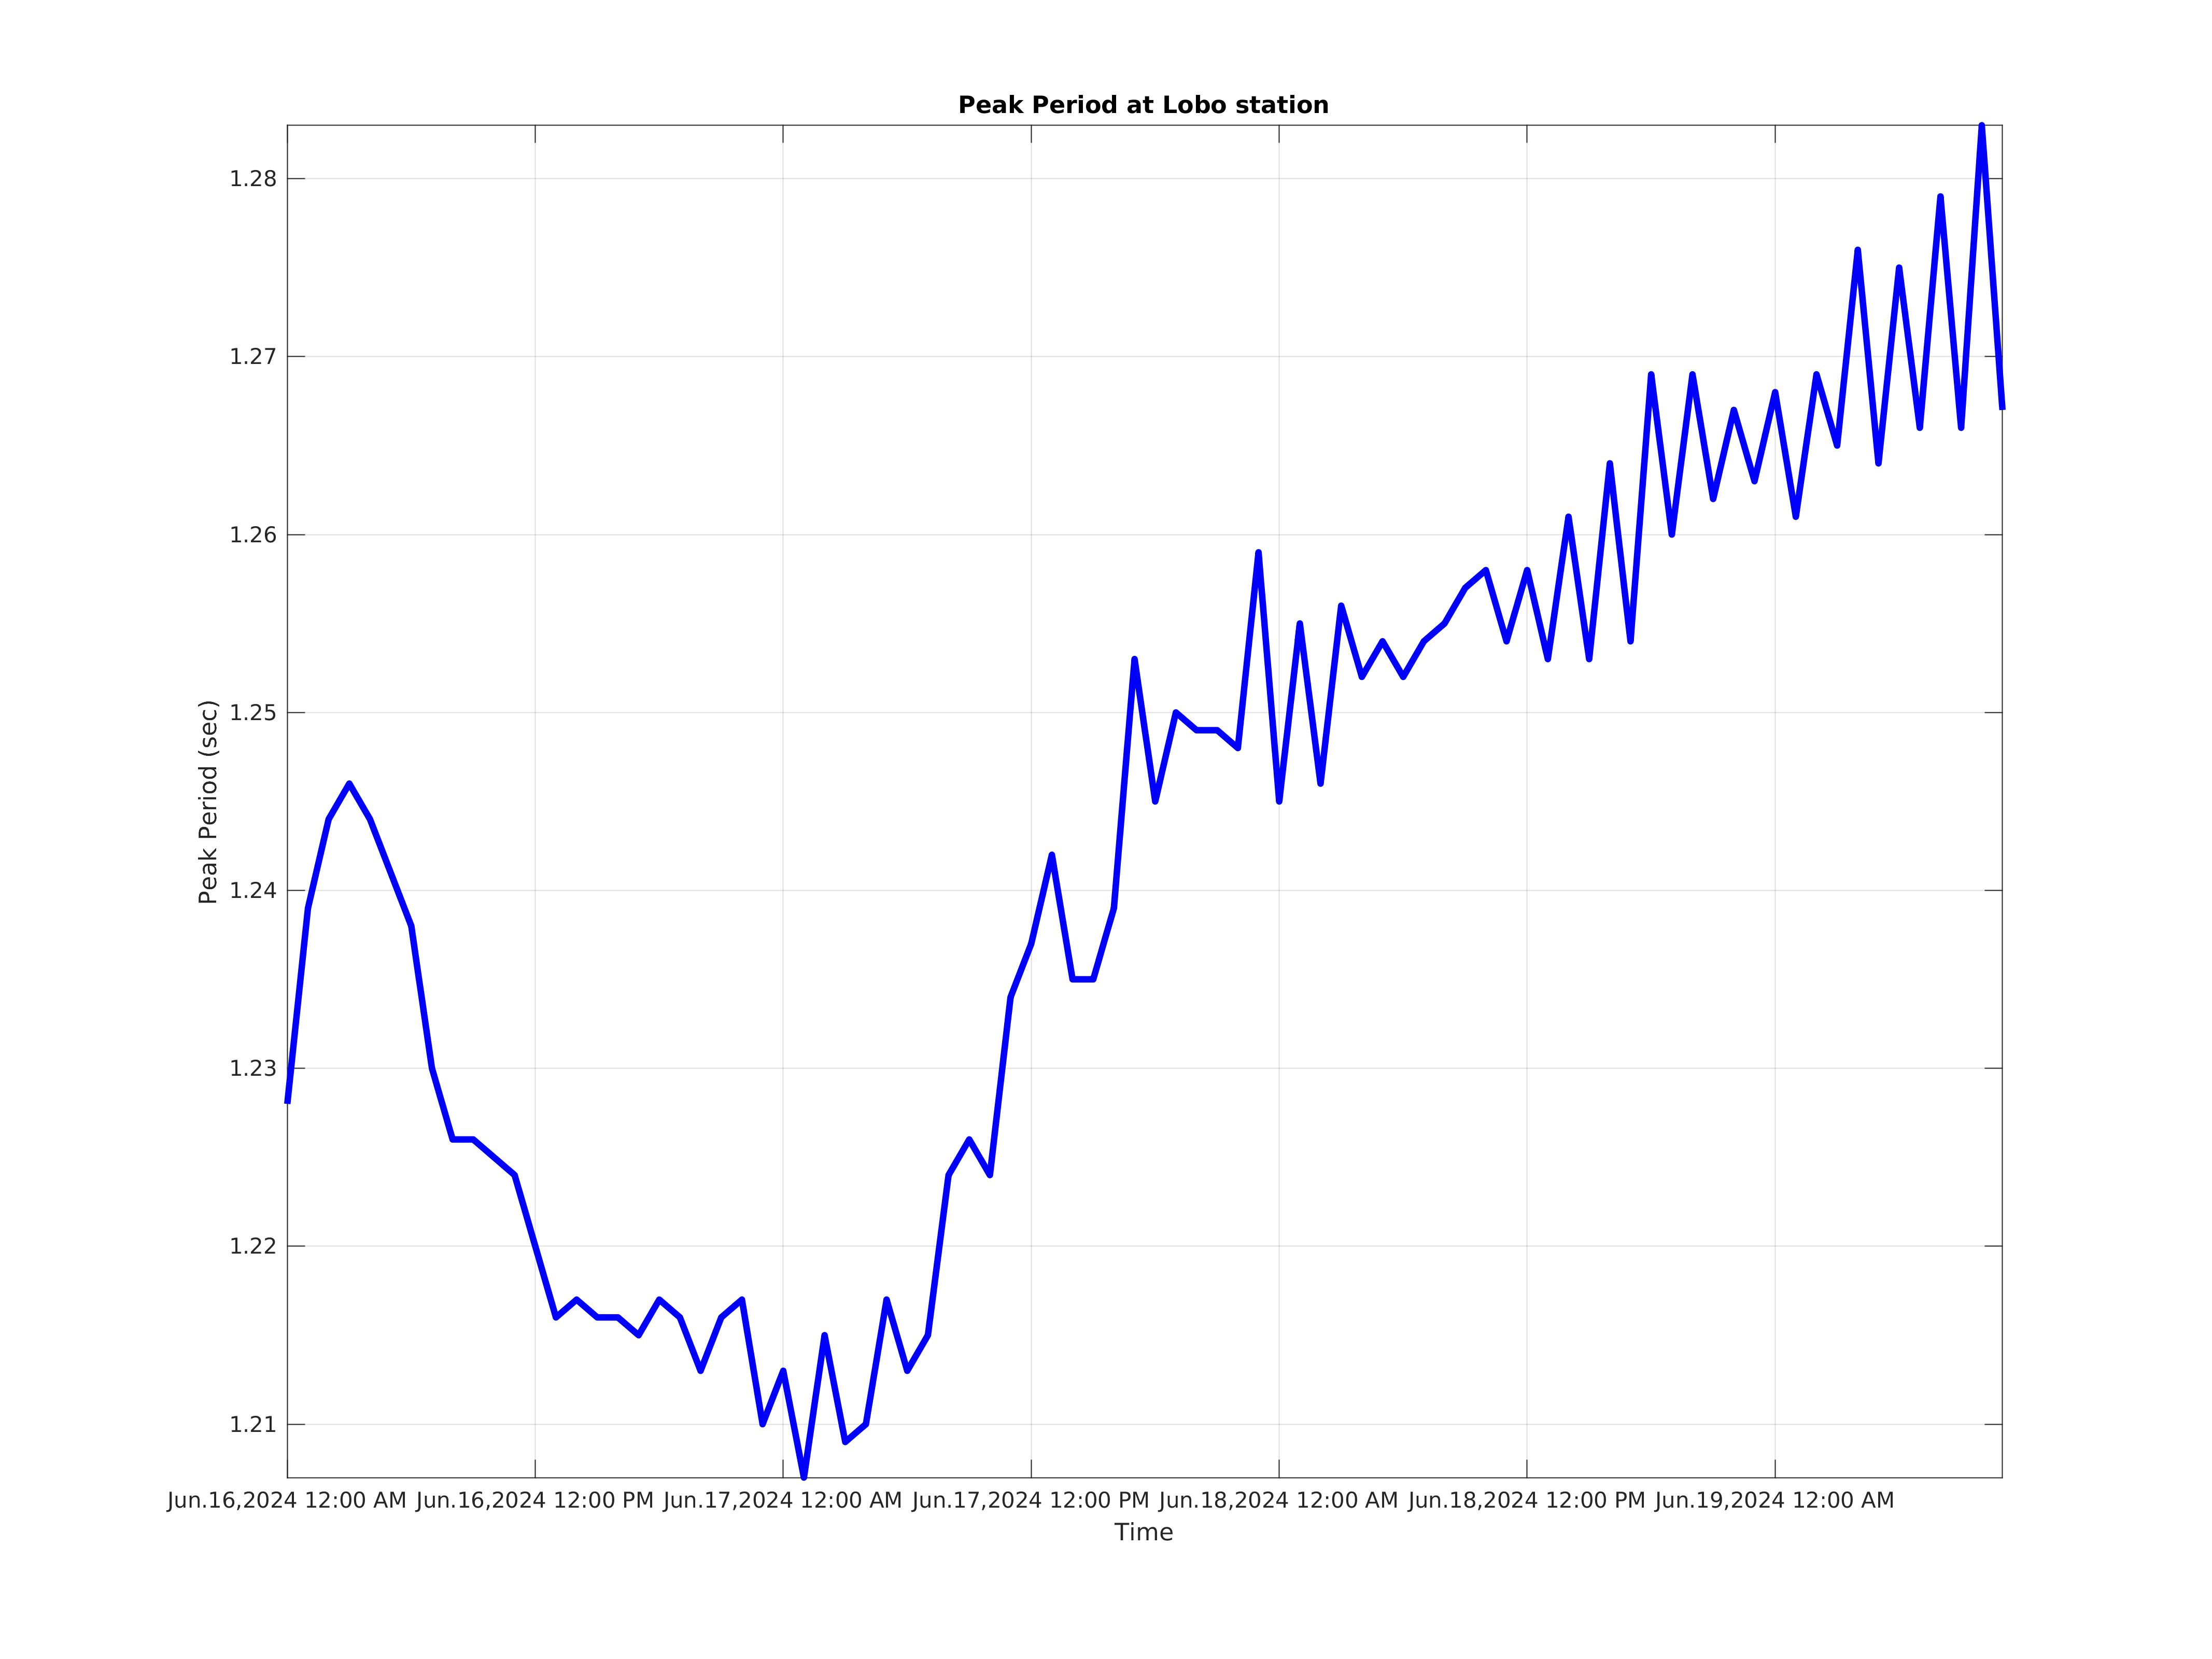 Peak Period at Lobo station
Peak Period (sec)
1.28
1.27
1.26
1.25
1.24
1.23
1.22
1.21
Jun.16,2024 12:00 AM Jun.16,2024 12:00 PM Jun.17,2024 12:00 AM Jun.17,2024 12:00 PM Jun.18,2024 12:00 AM Jun.18,2024 12:00 PM Jun.19,2024 12:00 AM
Time